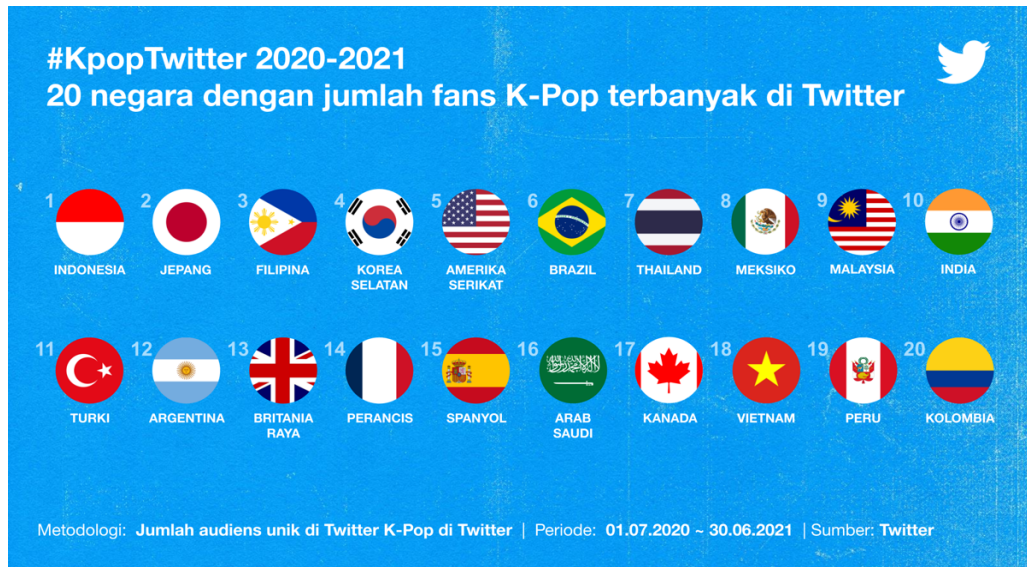 #KpopTwitter 2020-2021
20 negara dengan jumlah fans K-Pop terbanyak di Twitter
1 2 3 4 5 6 7 8 9 10
INDONESIA JEPANG FILIPINA KOREA SELATAN AMERIKA SERIKAT BRAZIL THAILAND MEKSIKO MALAYSIA INDIA
11 12 13 14 15 16 17 18 19 20
TURKI ARGENTINA BRITANIA RAYA PERANCIS SPANYOL ARAB SAUDI KANADA VIETNAM PERU KOLOMBIA
Metodologi: Jumlah audiens unik di Twitter K-Pop di Twitter | Periode: 01.07.2020 ~ 30.06.2021 | Sumber: Twitter